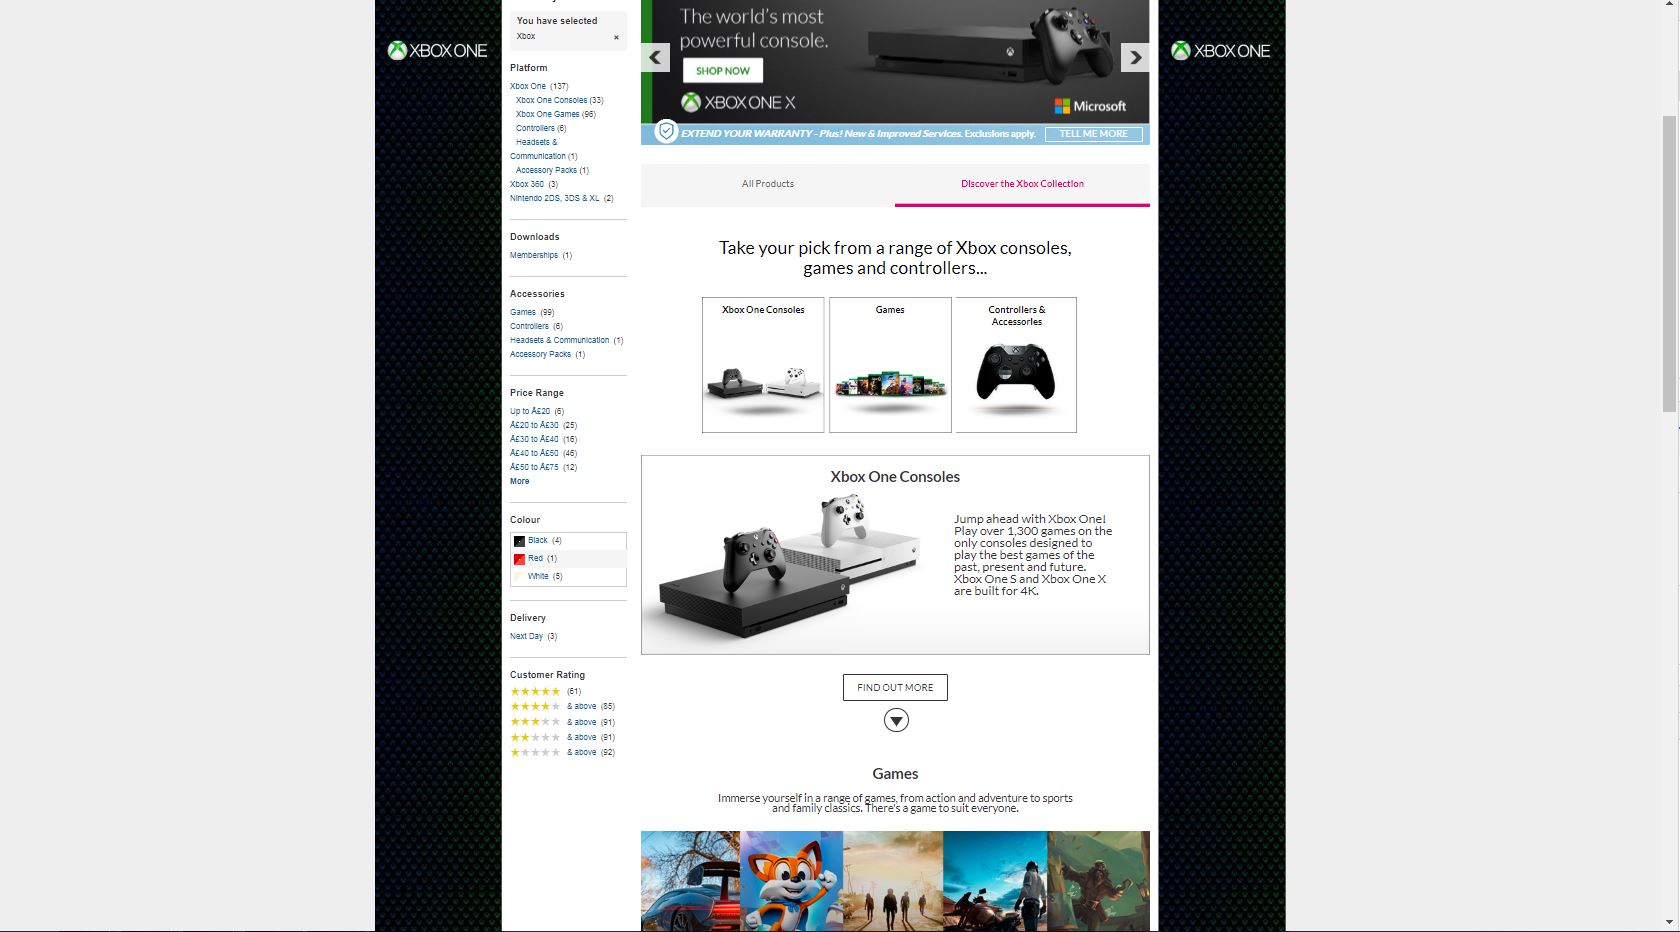 You have selected
Xbox ×
Platform
Xbox One (137)
Xbox One Consoles (33)
Xbox One Games (96)
Controllers (6)
Headsets &
Communication (1)
Accessory Packs (1)
Xbox 360 (3)
Nintendo 2DS, 3DS & XL (2)
Downloads
Memberships (1)
Accessories
Games (99)
Controllers (6)
Headsets & Communication (1)
Accessory Packs (1)
Price Range
Up to Â£20 (6)
Â£20 to Â£30 (25)
Â£30 to Â£40 (16)
Â£40 to Â£50 (46)
Â£50 to Â£75 (12)
More
Colour
Black (4)
Red (1)
White (5)
Delivery
Next Day (3)
Customer Rating
(61)
& above (85)
& above (91)
& above (91)
& above (92)
XBOX ONE
The world's most
powerful console.
SHOP NOW
XBOX ONE X
Microsoft
EXTEND YOUR WARRANTY - Plus! New & Improved Services. Exclusions apply. TELL ME MORE
All Products
Discover the Xbox Collection
Take your pick from a range of Xbox consoles,
games and controllers...
Xbox One Consoles
Games
Controllers &
Accessories
Xbox One Consoles
Jump ahead with Xbox One!
Play over 1,300 games on the
only consoles designed to
play the best games of the
past, present and future.
Xbox One S and Xbox One X
are built for 4K.
FIND OUT MORE
Games
Immerse yourself in a range of games, from action and adventure to sports
and family classics. There's a game to suit everyone.
XBOX ONE